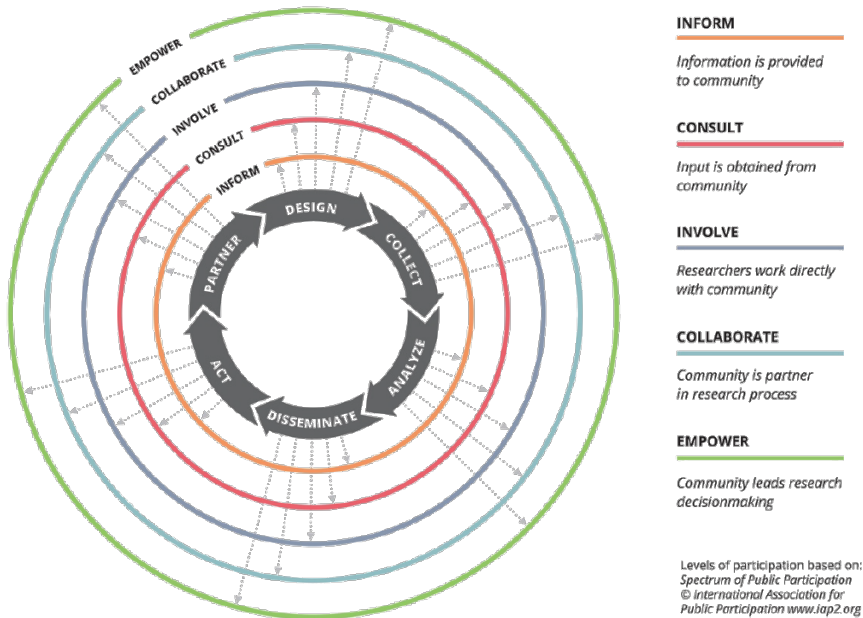 EMPOWER
COLLABORATE
INVOLVE
CONSULT
INFORM
DESIGN
COLLECT
ANALYZE
DISSEMINATE
ACT
PARTNER
INFORM
Information is provided
to community
CONSULT
Input is obtained from
community
INVOLVE
Researchers work directly
with community
COLLABORATE
Community is partner
in research process
EMPOWER
Community leads research
decisionmaking
Levels of participation based on:
Spectrum of Public Participation
© International Association for
Public Participation www.iap2.org